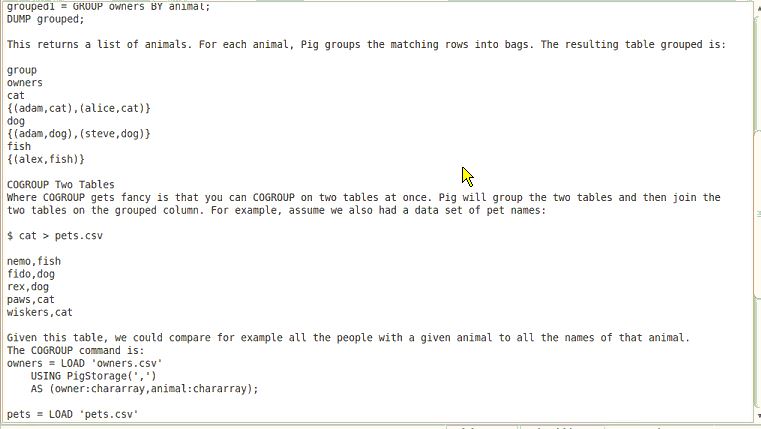 grouped1 = GROUP owners BY animal;
DUMP grouped;
This returns a list of animals. For each animal, Pig groups the matching rows into bags. The resulting table grouped is:
group
owners
cat
{(adam,cat),(alice,cat)}
dog
{(adam,dog),(steve,dog)}
fish
{(alex,fish)}
COGROUP Two Tables
Where COGROUP gets fancy is that you can COGROUP on two tables at once. Pig will group the two tables and then join the
two tables on the grouped column. For example, assume we also had a data set of pet names:
$ cat > pets.csv
nemo,fish
fido,dog
rex,dog
paws,cat
wiskers,cat
Given this table, we could compare for example all the people with a given animal to all the names of that animal.
The COGROUP command is:
owners = LOAD 'owners.csv'
    USING PigStorage(',')
    AS (owner:chararray,animal:chararray);
pets = LOAD 'pets.csv'